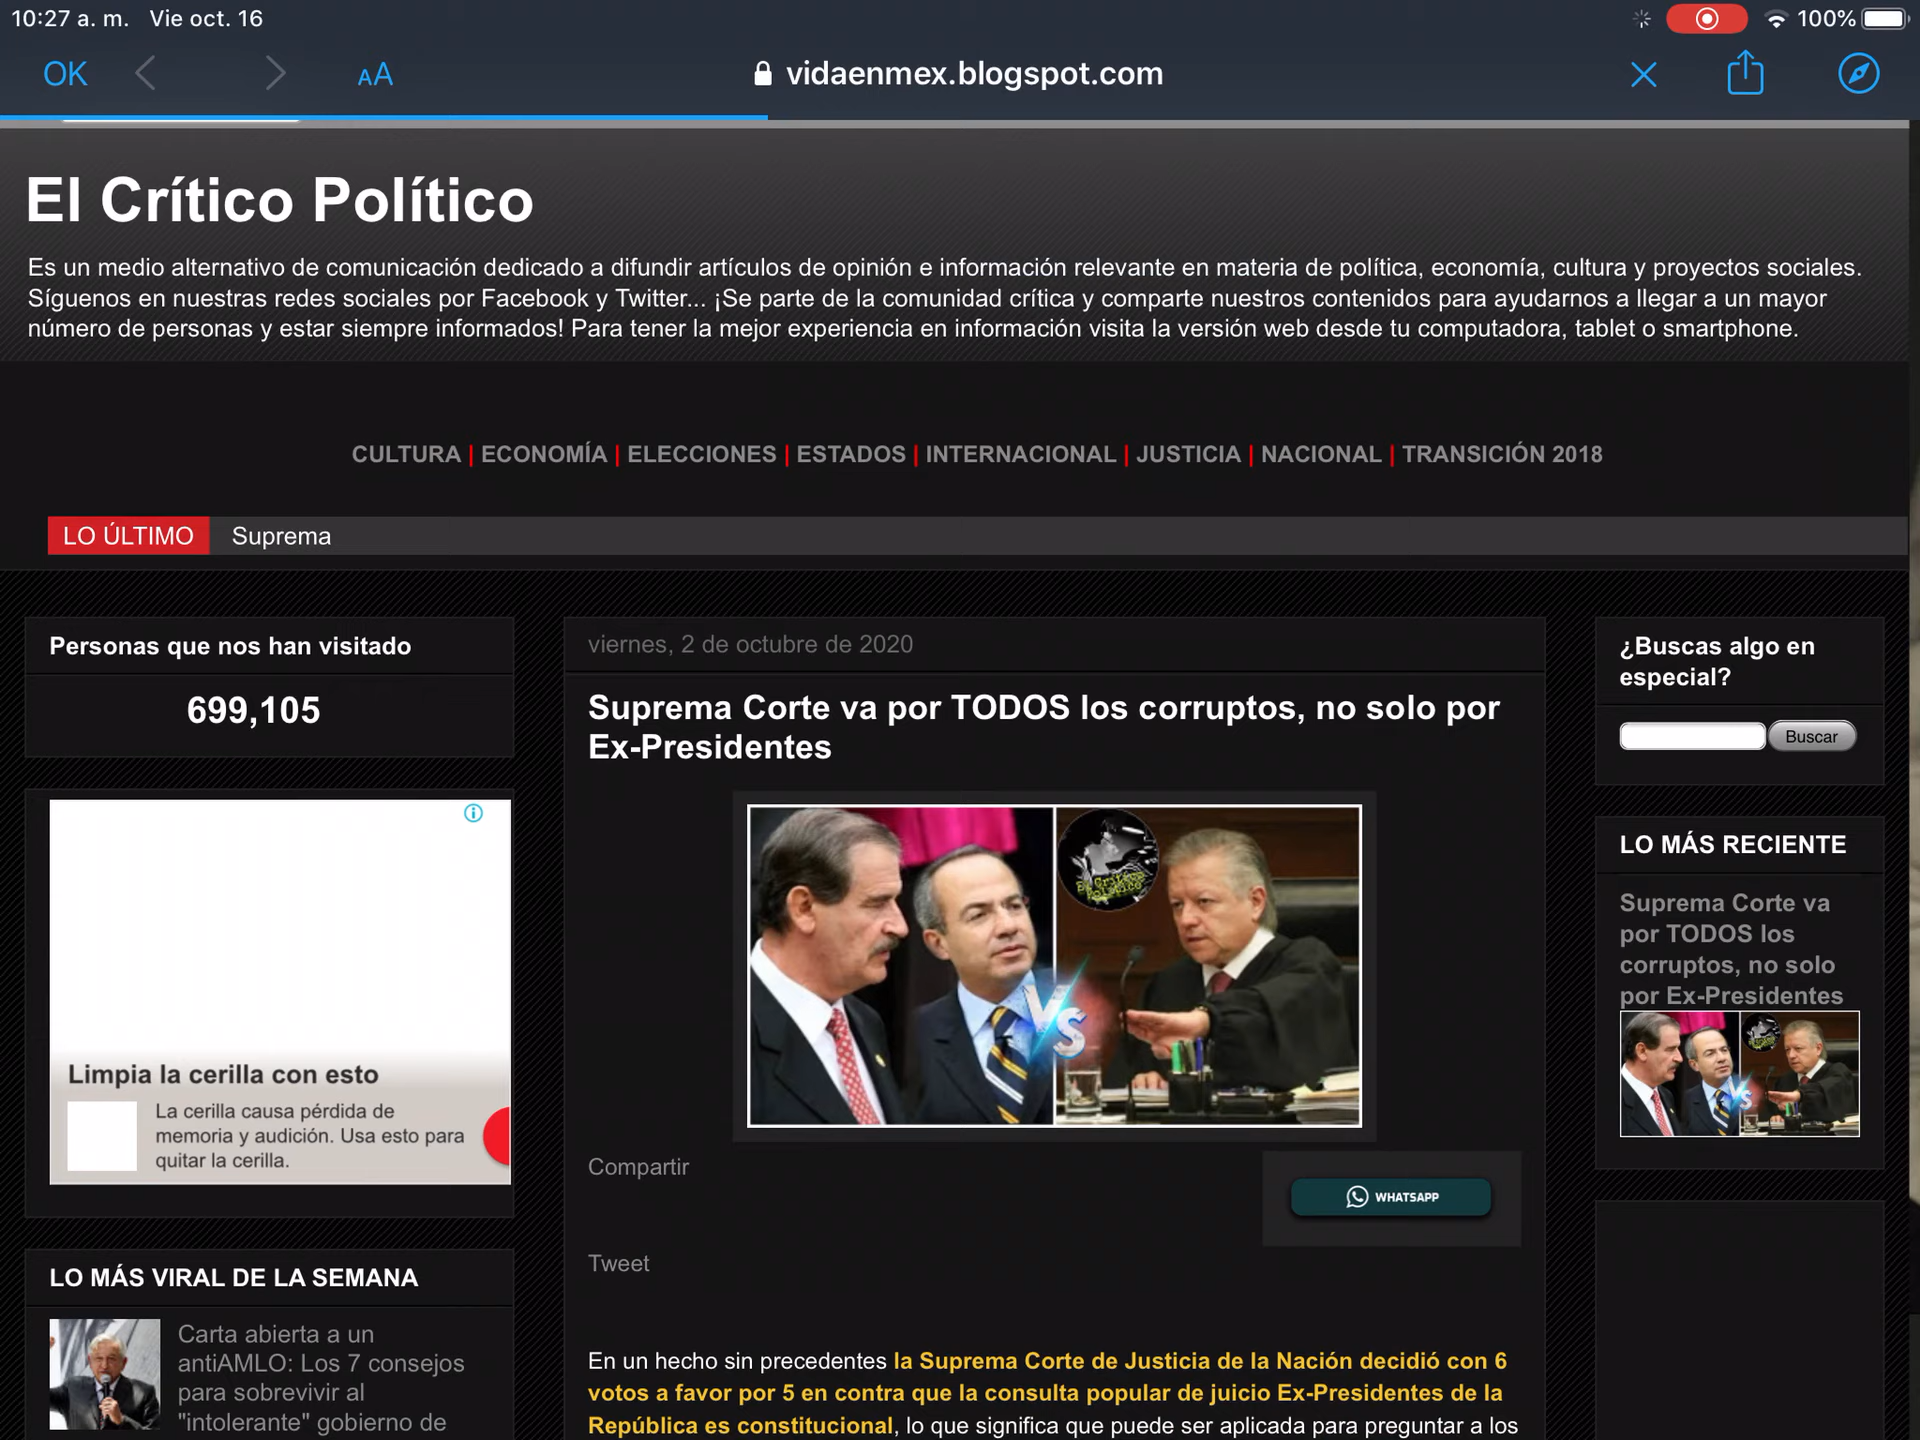 10:27 a. m. Vie oct. 16
100%
OK
AA
vidaenmex.blogspot.com
El Crítico Político
Es un medio alternativo de comunicación dedicado a difundir artículos de opinión e información relevante en materia de política, economía, cultura y proyectos sociales.
Síguenos en nuestras redes sociales por Facebook y Twitter... ¡Se parte de la comunidad crítica y comparte nuestros contenidos para ayudarnos a llegar a un mayor
número de personas y estar siempre informados! Para tener la mejor experiencia en información visita la versión web desde tu computadora, tablet o smartphone.
CULTURA | ECONOMÍA | ELECCIONES | ESTADOS | INTERNACIONAL | JUSTICIA | NACIONAL | TRANSICIÓN 2018
LO ÚLTIMO Suprema
Personas que nos han visitado
699,105
Limpia la cerilla con esto
La cerilla causa pérdida de
memoria y audición. Usa esto para
quitar la cerilla.
LO MÁS VIRAL DE LA SEMANA
Carta abierta a un
antiAMLO: Los 7 consejos
para sobrevivir al
"intolerante" gobierno de
viernes, 2 de octubre de 2020
Suprema Corte va por TODOS los corruptos, no solo por
Ex-Presidentes
El Crítico
Político
VS
Compartir
WHATSAPP
Tweet
En un hecho sin precedentes la Suprema Corte de Justicia de la Nación decidió con 6
votos a favor por 5 en contra que la consulta popular de juicio Ex-Presidentes de la
República es constitucional, lo que significa que puede ser aplicada para preguntar a los
¿Buscas algo en
especial?
Buscar
LO MÁS RECIENTE
Suprema Corte va
por TODOS los
corruptos, no solo
por Ex-Presidentes
VS